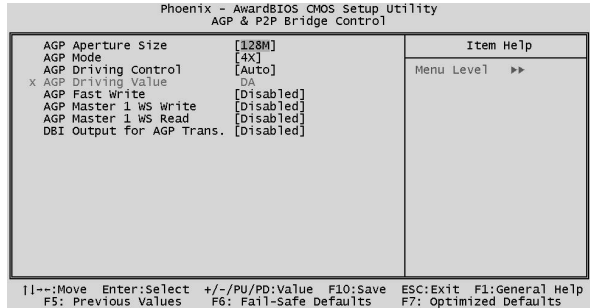 Phoenix - AwardBIOS CMOS Setup Utility
AGP & P2P Bridge Control
AGP Aperture Size [128M]
AGP Mode [4X]
AGP Driving Control [Auto]
x AGP Driving Value DA
AGP Fast Write [Disabled]
AGP Master 1 WS Write [Disabled]
AGP Master 1 WS Read [Disabled]
DBI Output for AGP Trans. [Disabled]
Item Help
Menu Level ▶▶
↑↓→←:Move Enter:Select +/-/PU/PD:Value F10:Save ESC:Exit F1:General Help
F5: Previous Values F6: Fail-Safe Defaults F7: Optimized Defaults